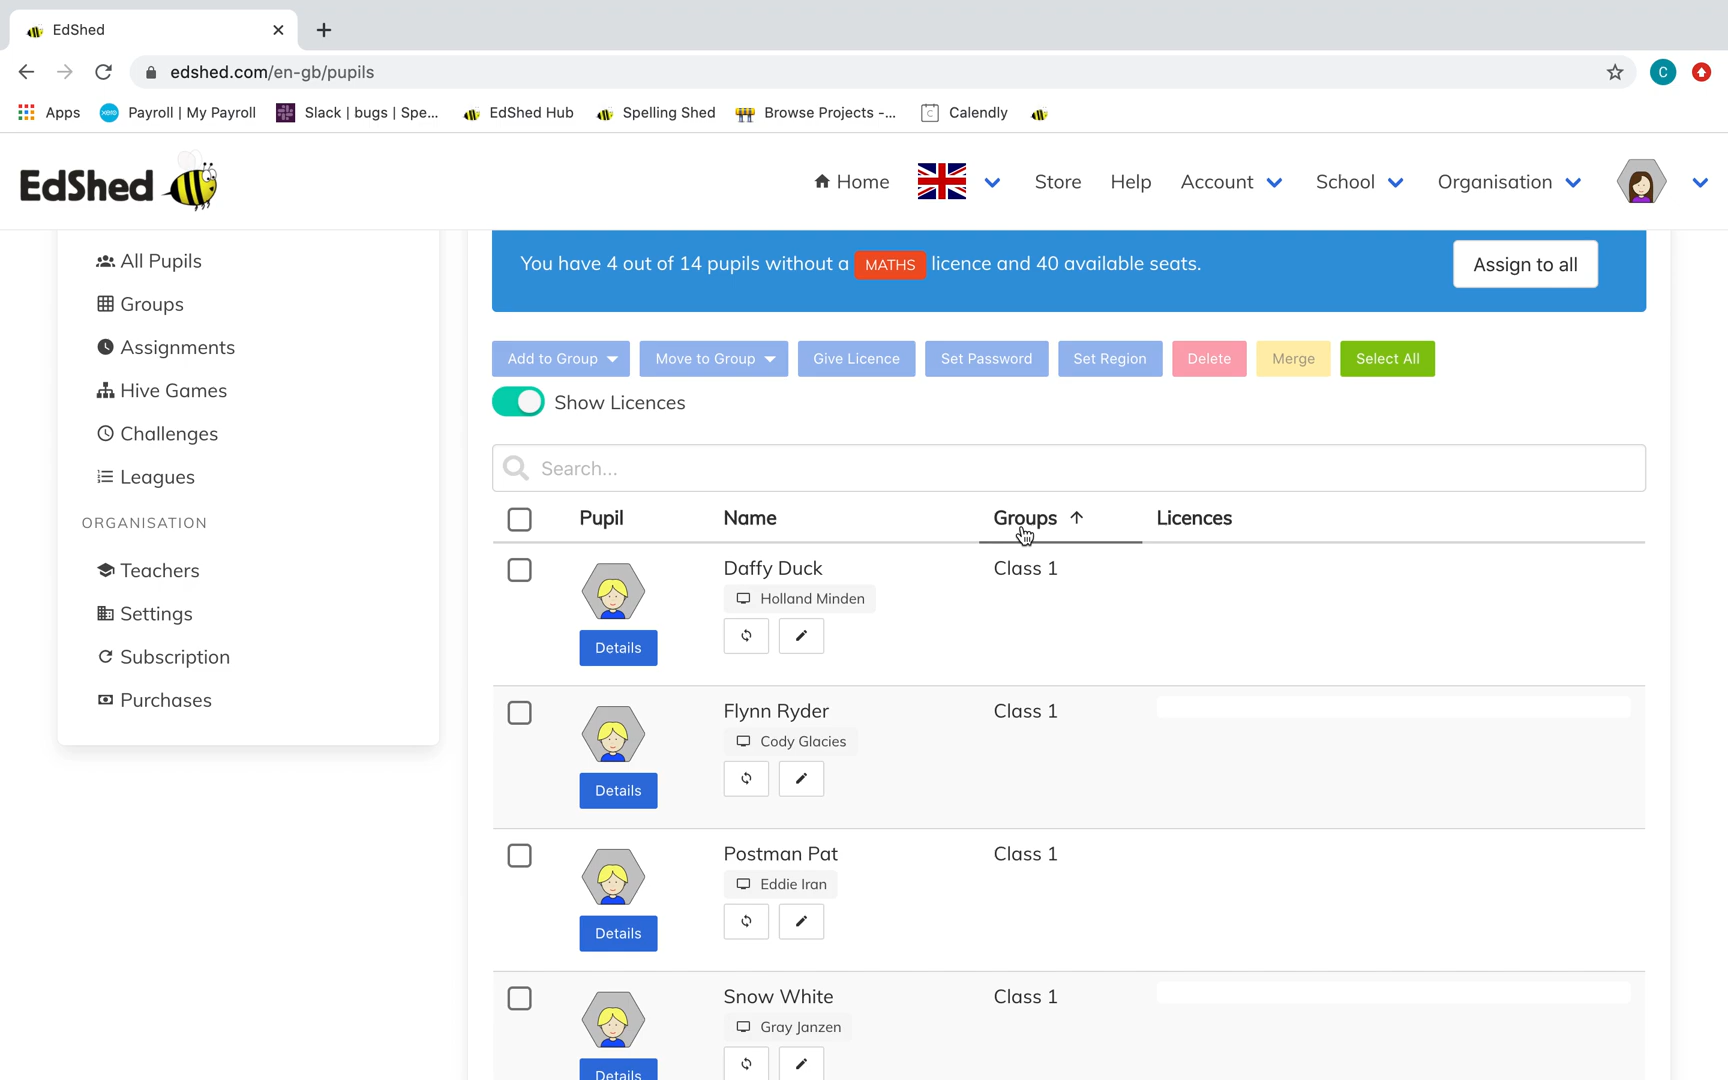 EdShed
edshed.com/en-gb/pupils
C
Apps
xero
Payroll | My Payroll
Slack | bugs | Spe...
EdShed Hub
Spelling Shed
Browse Projects -...
C
Calendly
EdShed
Home
Store
Help
Account
School
Organisation
All Pupils
Groups
Assignments
Hive Games
Challenges
Leagues
ORGANISATION
Teachers
Settings
Subscription
Purchases
You have 4 out of 14 pupils without a MATHS licence and 40 available seats.
Assign to all
Add to Group
Move to Group
Give Licence
Set Password
Set Region
Delete
Merge
Select All
Show Licences
Search...
Pupil
Name
Groups
Licences
Daffy Duck
Class 1
Holland Minden
Details
Flynn Ryder
Class 1
Cody Glacies
Details
Postman Pat
Class 1
Eddie Iran
Details
Snow White
Class 1
Gray Janzen
Details